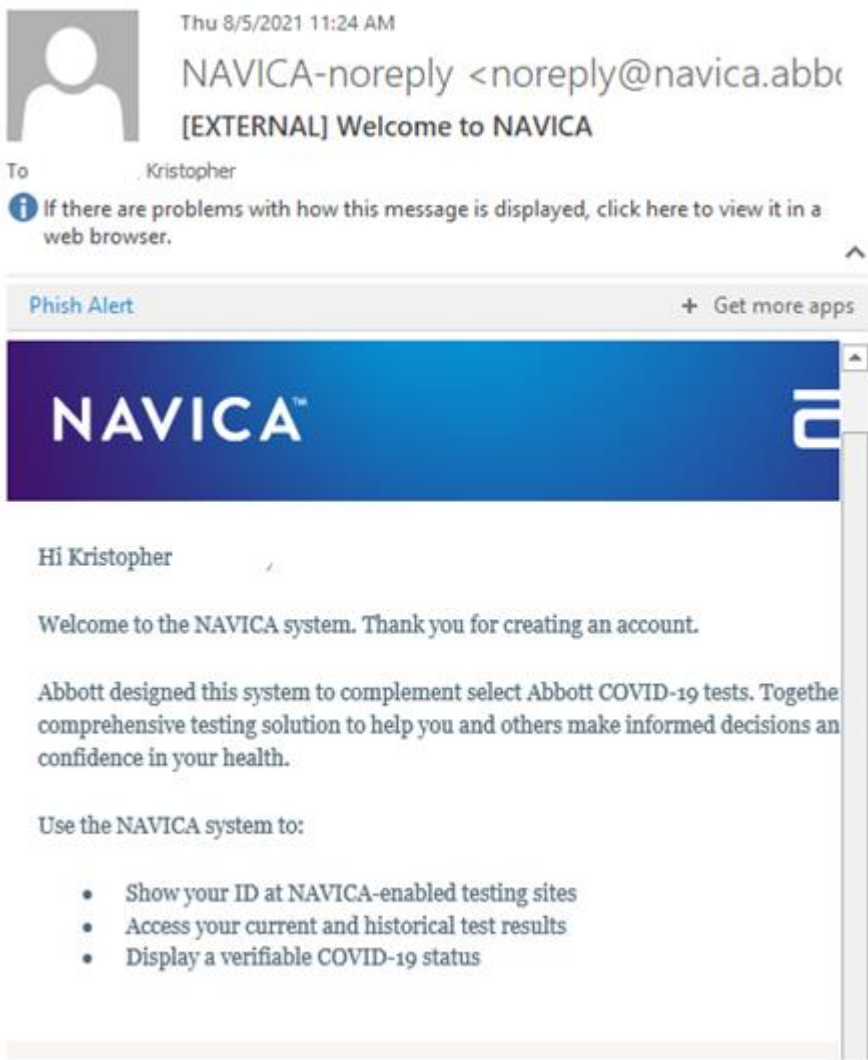 Thu 8/5/2021 11:24 AM
NAVICA-noreply <noreply@navica.abbo
[EXTERNAL] Welcome to NAVICA
To , Kristopher
If there are problems with how this message is displayed, click here to view it in a
web browser.
Phish Alert + Get more apps
NAVICA™
Hi Kristopher ,
Welcome to the NAVICA system. Thank you for creating an account.
Abbott designed this system to complement select Abbott COVID-19 tests. Togethe
comprehensive testing solution to help you and others make informed decisions an
confidence in your health.
Use the NAVICA system to:
• Show your ID at NAVICA-enabled testing sites
• Access your current and historical test results
• Display a verifiable COVID-19 status